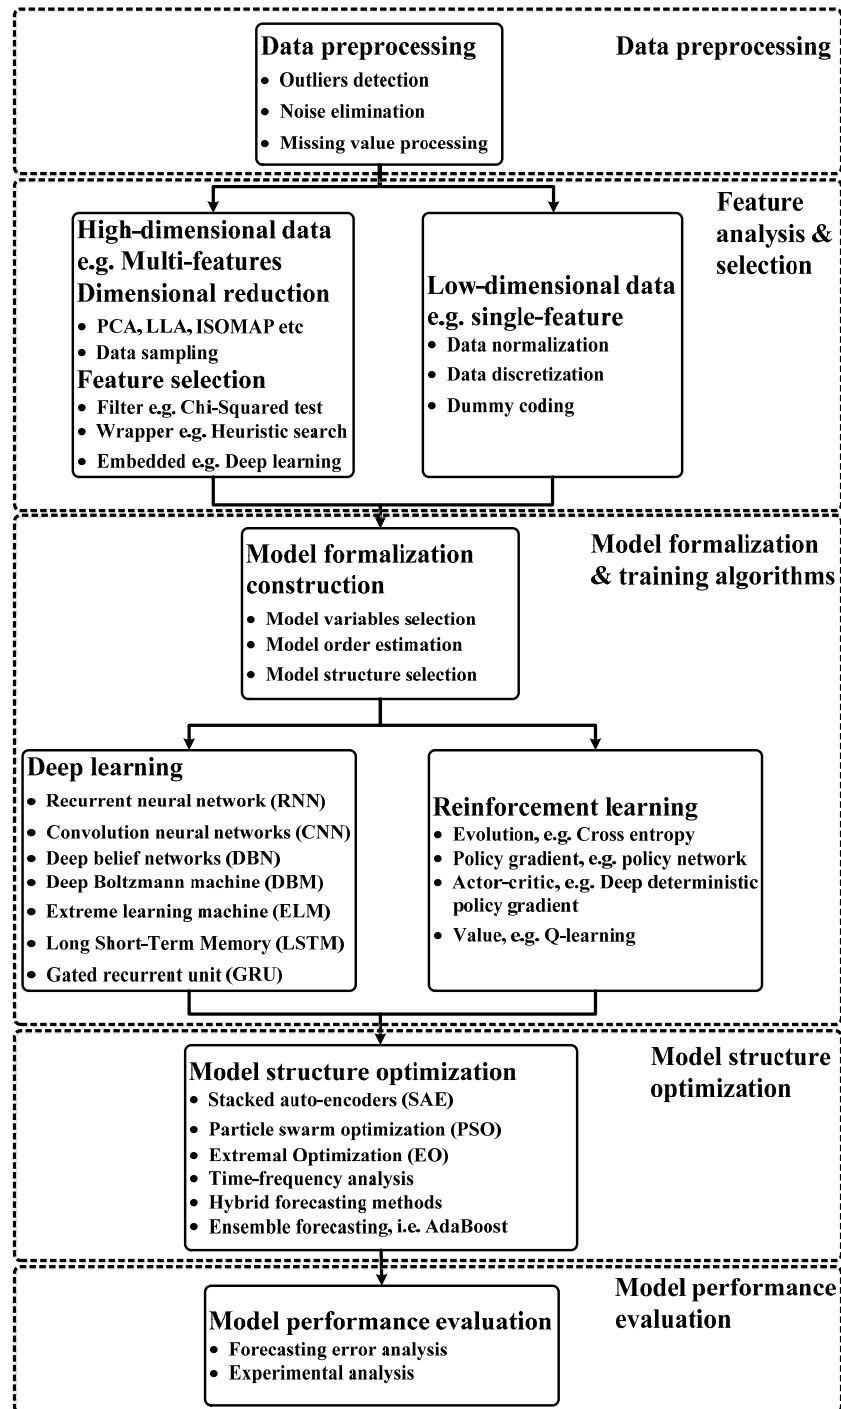 Data preprocessing
Data preprocessing
• Outliers detection
• Noise elimination
• Missing value processing
Feature
analysis &
selection
High-dimensional data
e.g. Multi-features
Dimensional reduction
• PCA, LLA, ISOMAP etc
• Data sampling
Feature selection
• Filter e.g. Chi-Squared test
• Wrapper e.g. Heuristic search
• Embedded e.g. Deep learning
Low-dimensional data
e.g. single-feature
• Data normalization
• Data discretization
• Dummy coding
Model formalization
& training algorithms
Model formalization
construction
• Model variables selection
• Model order estimation
• Model structure selection
Deep learning
• Recurrent neural network (RNN)
• Convolution neural networks (CNN)
• Deep belief networks (DBN)
• Deep Boltzmann machine (DBM)
• Extreme learning machine (ELM)
• Long Short-Term Memory (LSTM)
• Gated recurrent unit (GRU)
Reinforcement learning
• Evolution, e.g. Cross entropy
• Policy gradient, e.g. policy network
• Actor-critic, e.g. Deep deterministic
policy gradient
• Value, e.g. Q-learning
Model structure
optimization
Model structure optimization
• Stacked auto-encoders (SAE)
• Particle swarm optimization (PSO)
• Extremal Optimization (EO)
• Time-frequency analysis
• Hybrid forecasting methods
• Ensemble forecasting, i.e. AdaBoost
Model performance
evaluation
Model performance evaluation
• Forecasting error analysis
• Experimental analysis